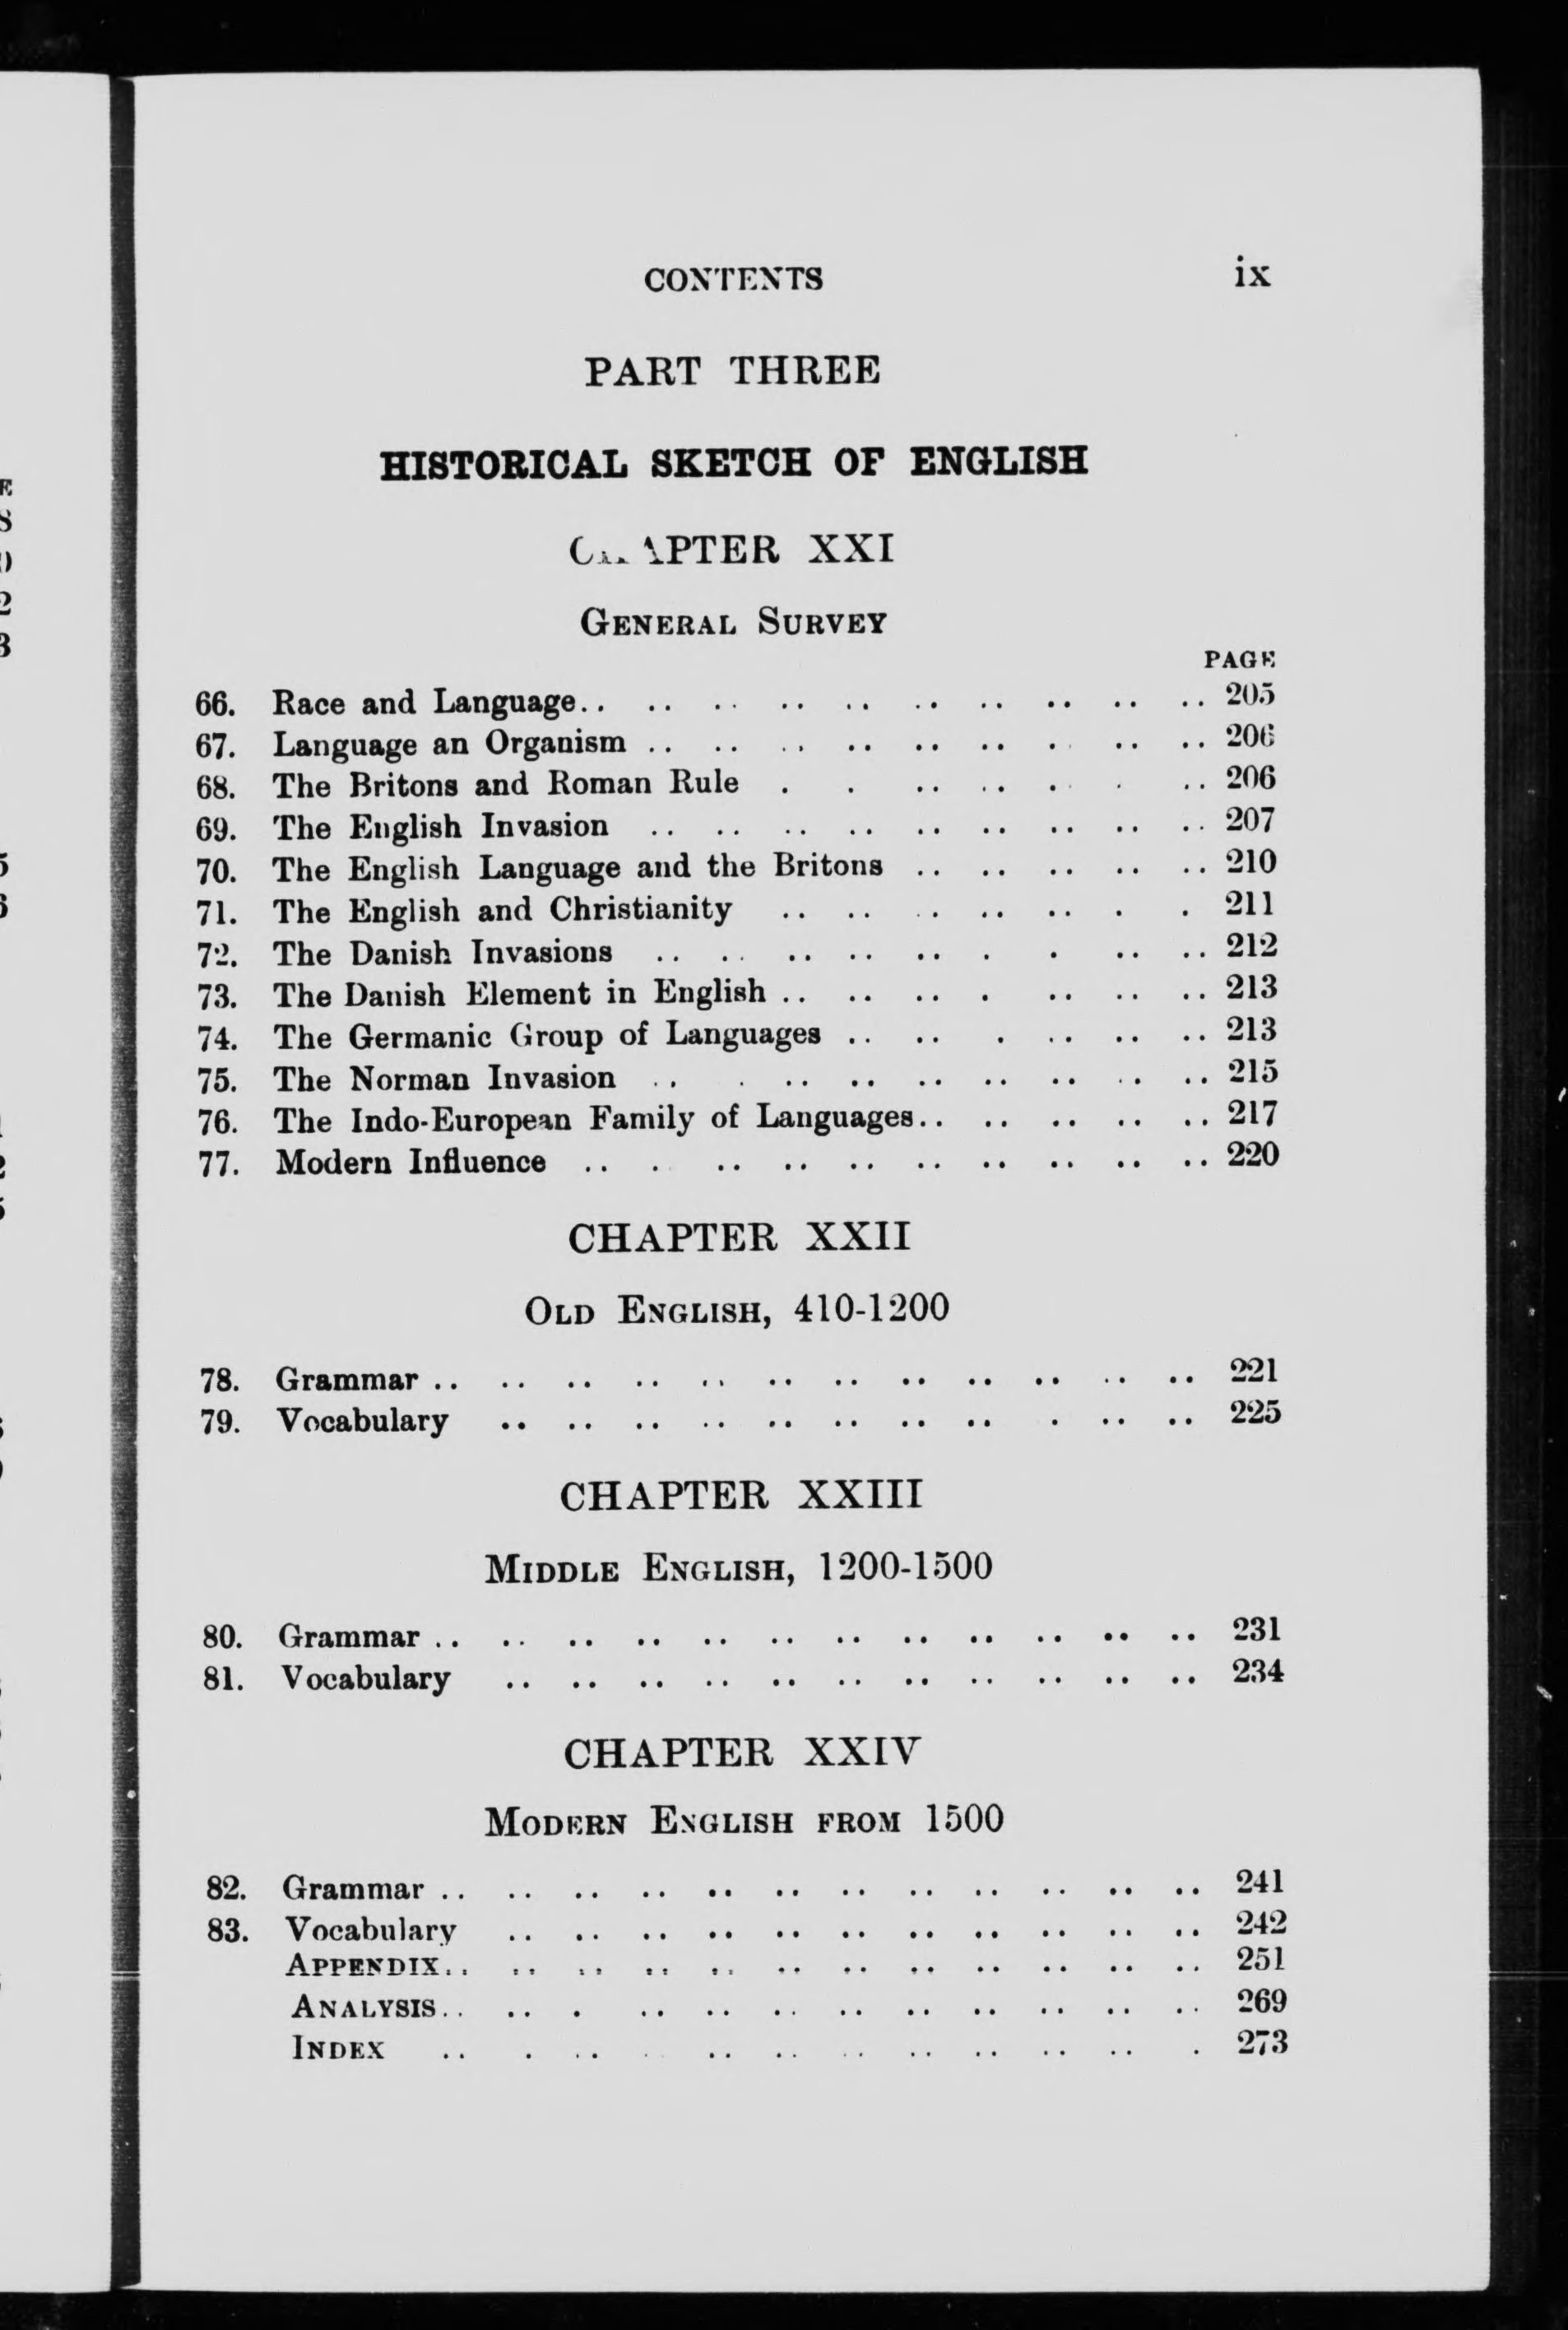 CONTENTS ix
PART THREE
HISTORICAL SKETCH OF ENGLISH
CHAPTER XXI
GENERAL SURVEY
PAGE
66. Race and Language.. .. .. .. .. .. .. .. .. .. 205
67. Language an Organism .. .. .. .. .. .. .. .. .. 206
68. The Britons and Roman Rule . . .. .. . . .. 206
69. The English Invasion .. .. .. .. .. .. .. .. .. 207
70. The English Language and the Britons .. .. .. .. .. 210
71. The English and Christianity .. .. .. .. .. . . 211
72. The Danish Invasions .. .. .. .. .. . . .. .. 212
73. The Danish Element in English .. .. .. . .. .. .. 213
74. The Germanic Group of Languages .. .. . .. .. .. 213
75. The Norman Invasion .. . .. .. .. .. .. .. .. 215
76. The Indo-European Family of Languages.. .. .. .. .. 217
77. Modern Influence .. . .. .. .. .. .. .. .. .. 220
CHAPTER XXII
OLD ENGLISH, 410-1200
78. Grammar .. .. .. .. .. .. .. .. .. .. .. .. 221
79. Vocabulary .. .. .. .. .. .. .. .. . .. .. 225
CHAPTER XXIII
MIDDLE ENGLISH, 1200-1500
80. Grammar .. .. .. .. .. .. .. .. .. .. .. .. 231
81. Vocabulary .. .. .. .. .. .. .. .. .. .. .. 234
CHAPTER XXIV
MODERN ENGLISH FROM 1500
82. Grammar .. .. .. .. .. .. .. .. .. .. .. .. 241
83. Vocabulary .. .. .. .. .. .. .. .. .. .. .. 242
APPENDIX.. .. .. .. .. .. .. .. .. .. .. .. 251
ANALYSIS.. .. . .. .. .. .. .. .. .. .. .. 269
INDEX .. . .. . .. .. .. .. .. .. .. . 273